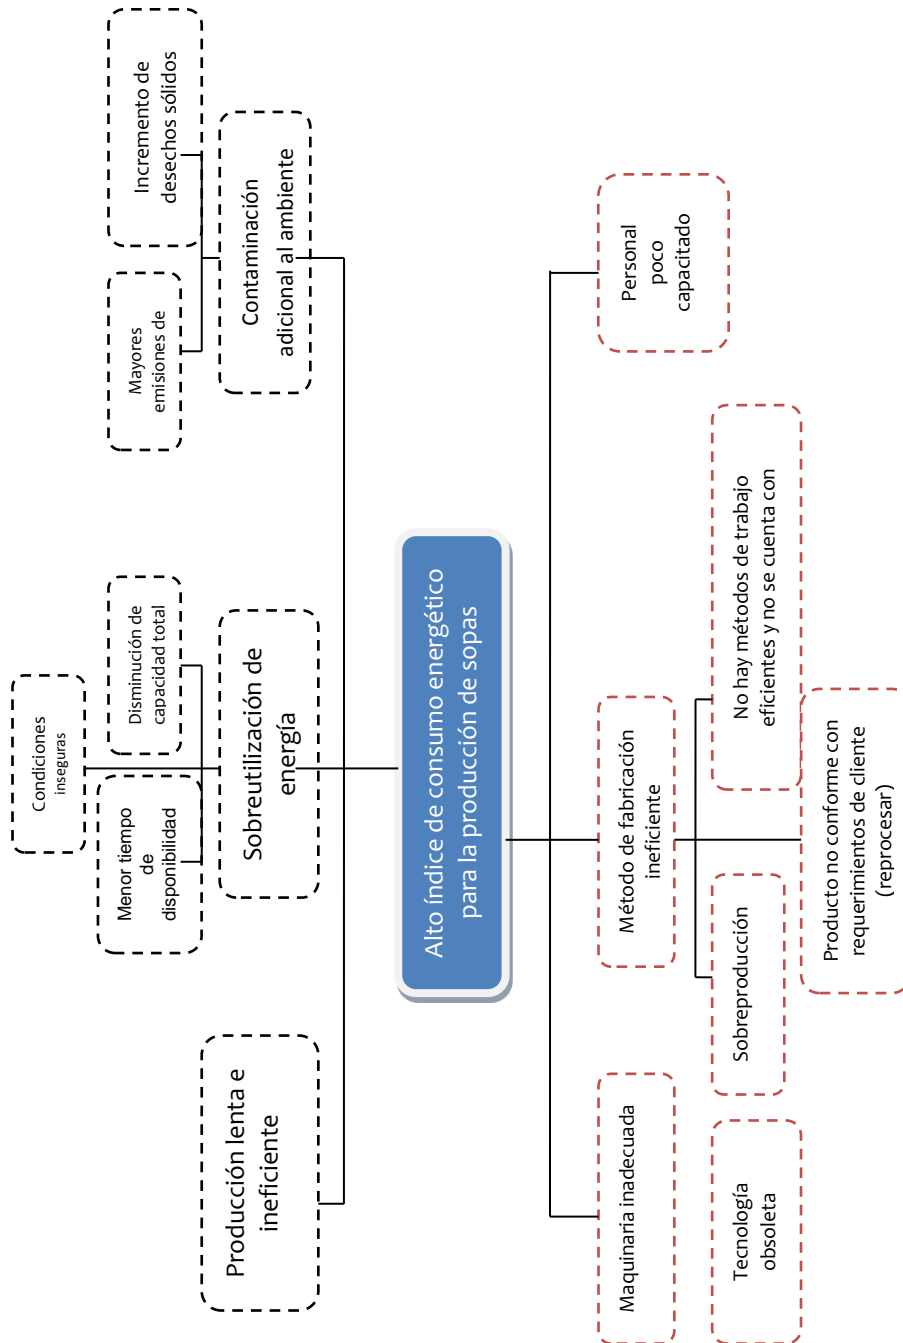 Condiciones
inseguras
Menor tiempo
de
disponibilidad
Disminución de
capacidad total
Mayores
emisiones de
Incremento de
desechos sólidos
Producción lenta e
ineficiente
Sobreutilización de
energía
Contaminación
adicional al ambiente
Alto índice de consumo energético
para la producción de sopas
Maquinaria inadecuada
Método de fabricación
ineficiente
Personal
poco
capacitado
Tecnología
obsoleta
Sobreproducción
No hay métodos de trabajo
eficientes y no se cuenta con
Producto no conforme con
requerimientos de cliente
(reprocesar)